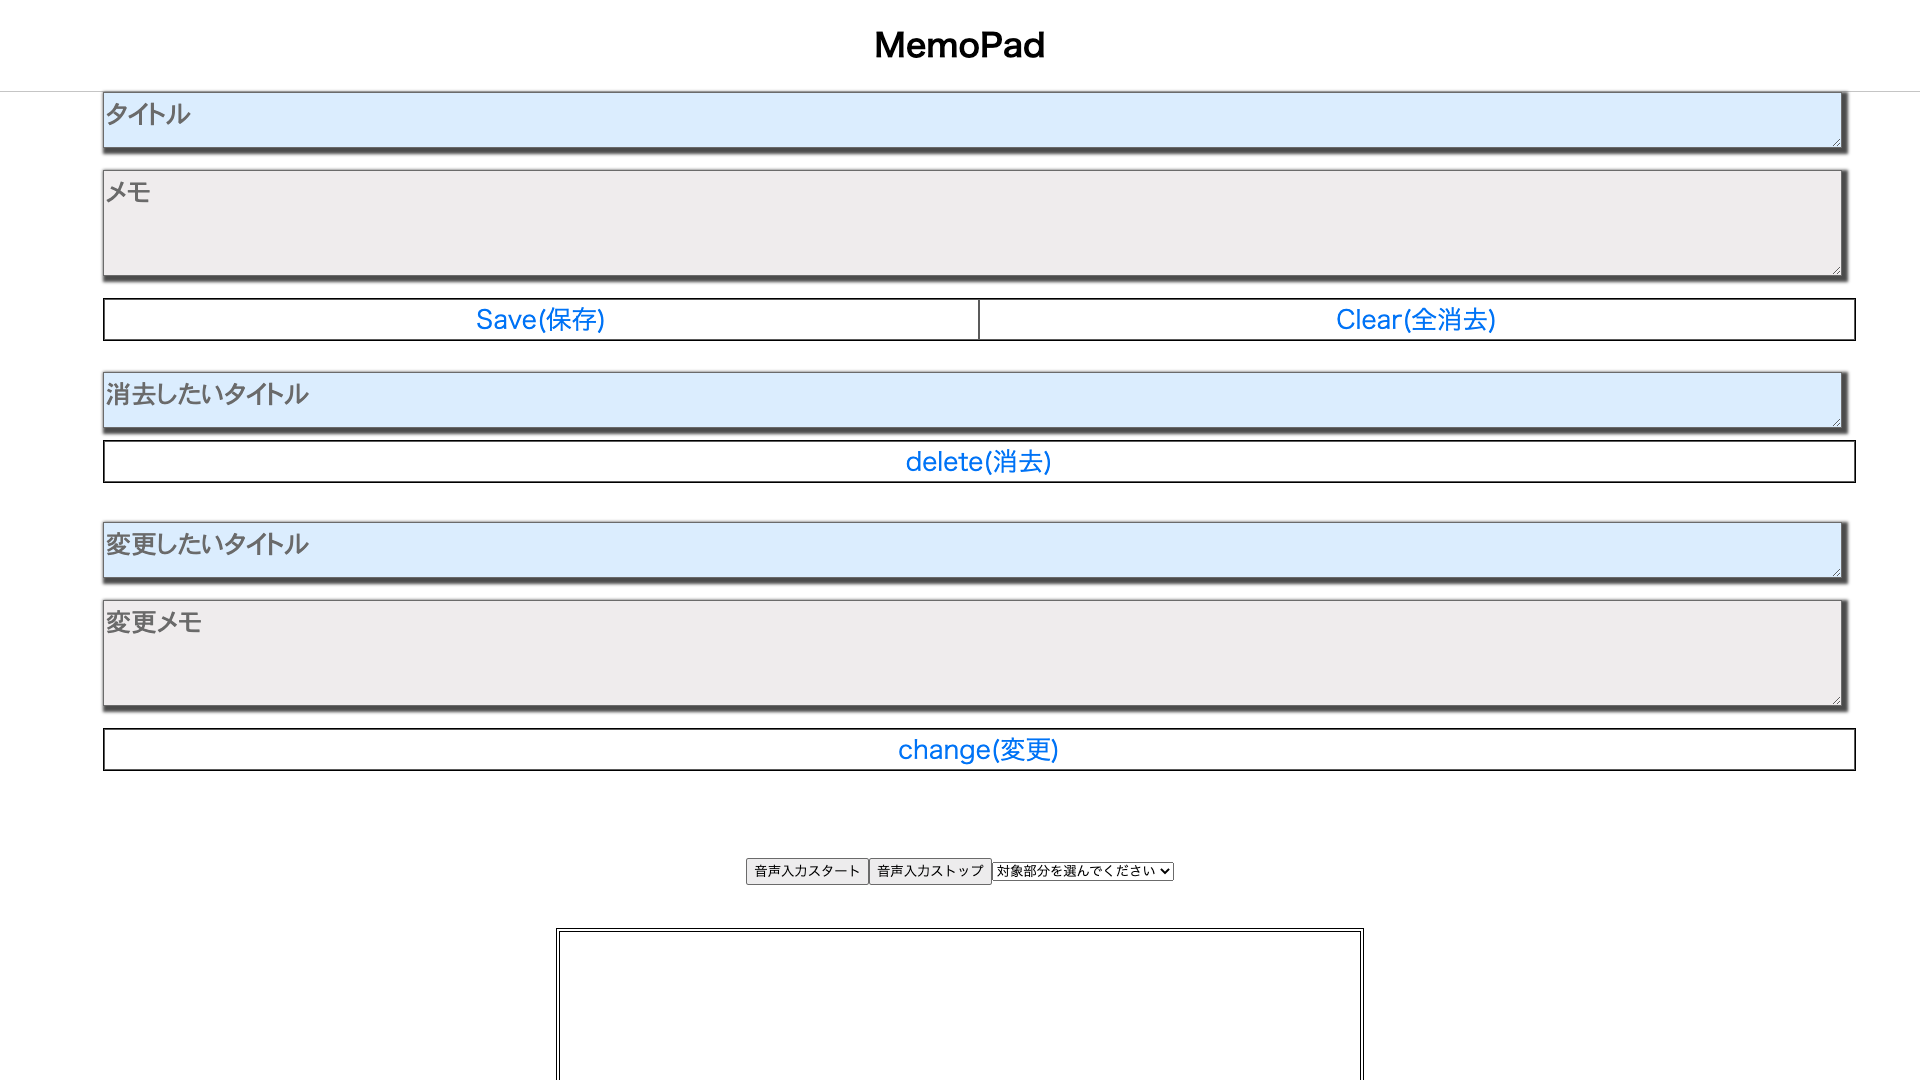 MemoPad
タイトル
メモ
Save(保存)
Clear(全消去)
消去したいタイトル
delete(消去)
変更したいタイトル
変更メモ
change(変更)
音声入力スタート 音声入力ストップ 対象部分を選んでください